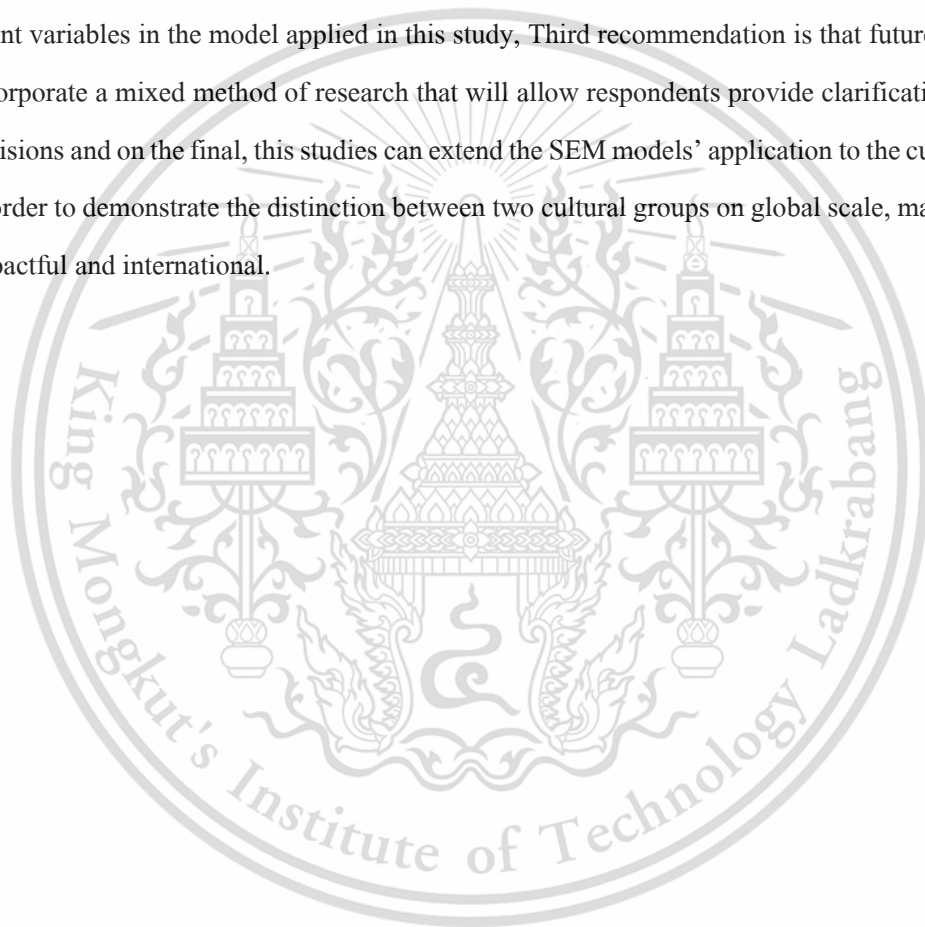 nt variables in the model applied in this study, Third recommendation is that future
orporate a mixed method of research that will allow respondents provide clarificati
isions and on the final, this studies can extend the SEM models’ application to the cu
order to demonstrate the distinction between two cultural groups on global scale, ma
pactful and international.
King Mongkut's Institute of Technology Ladkrabang